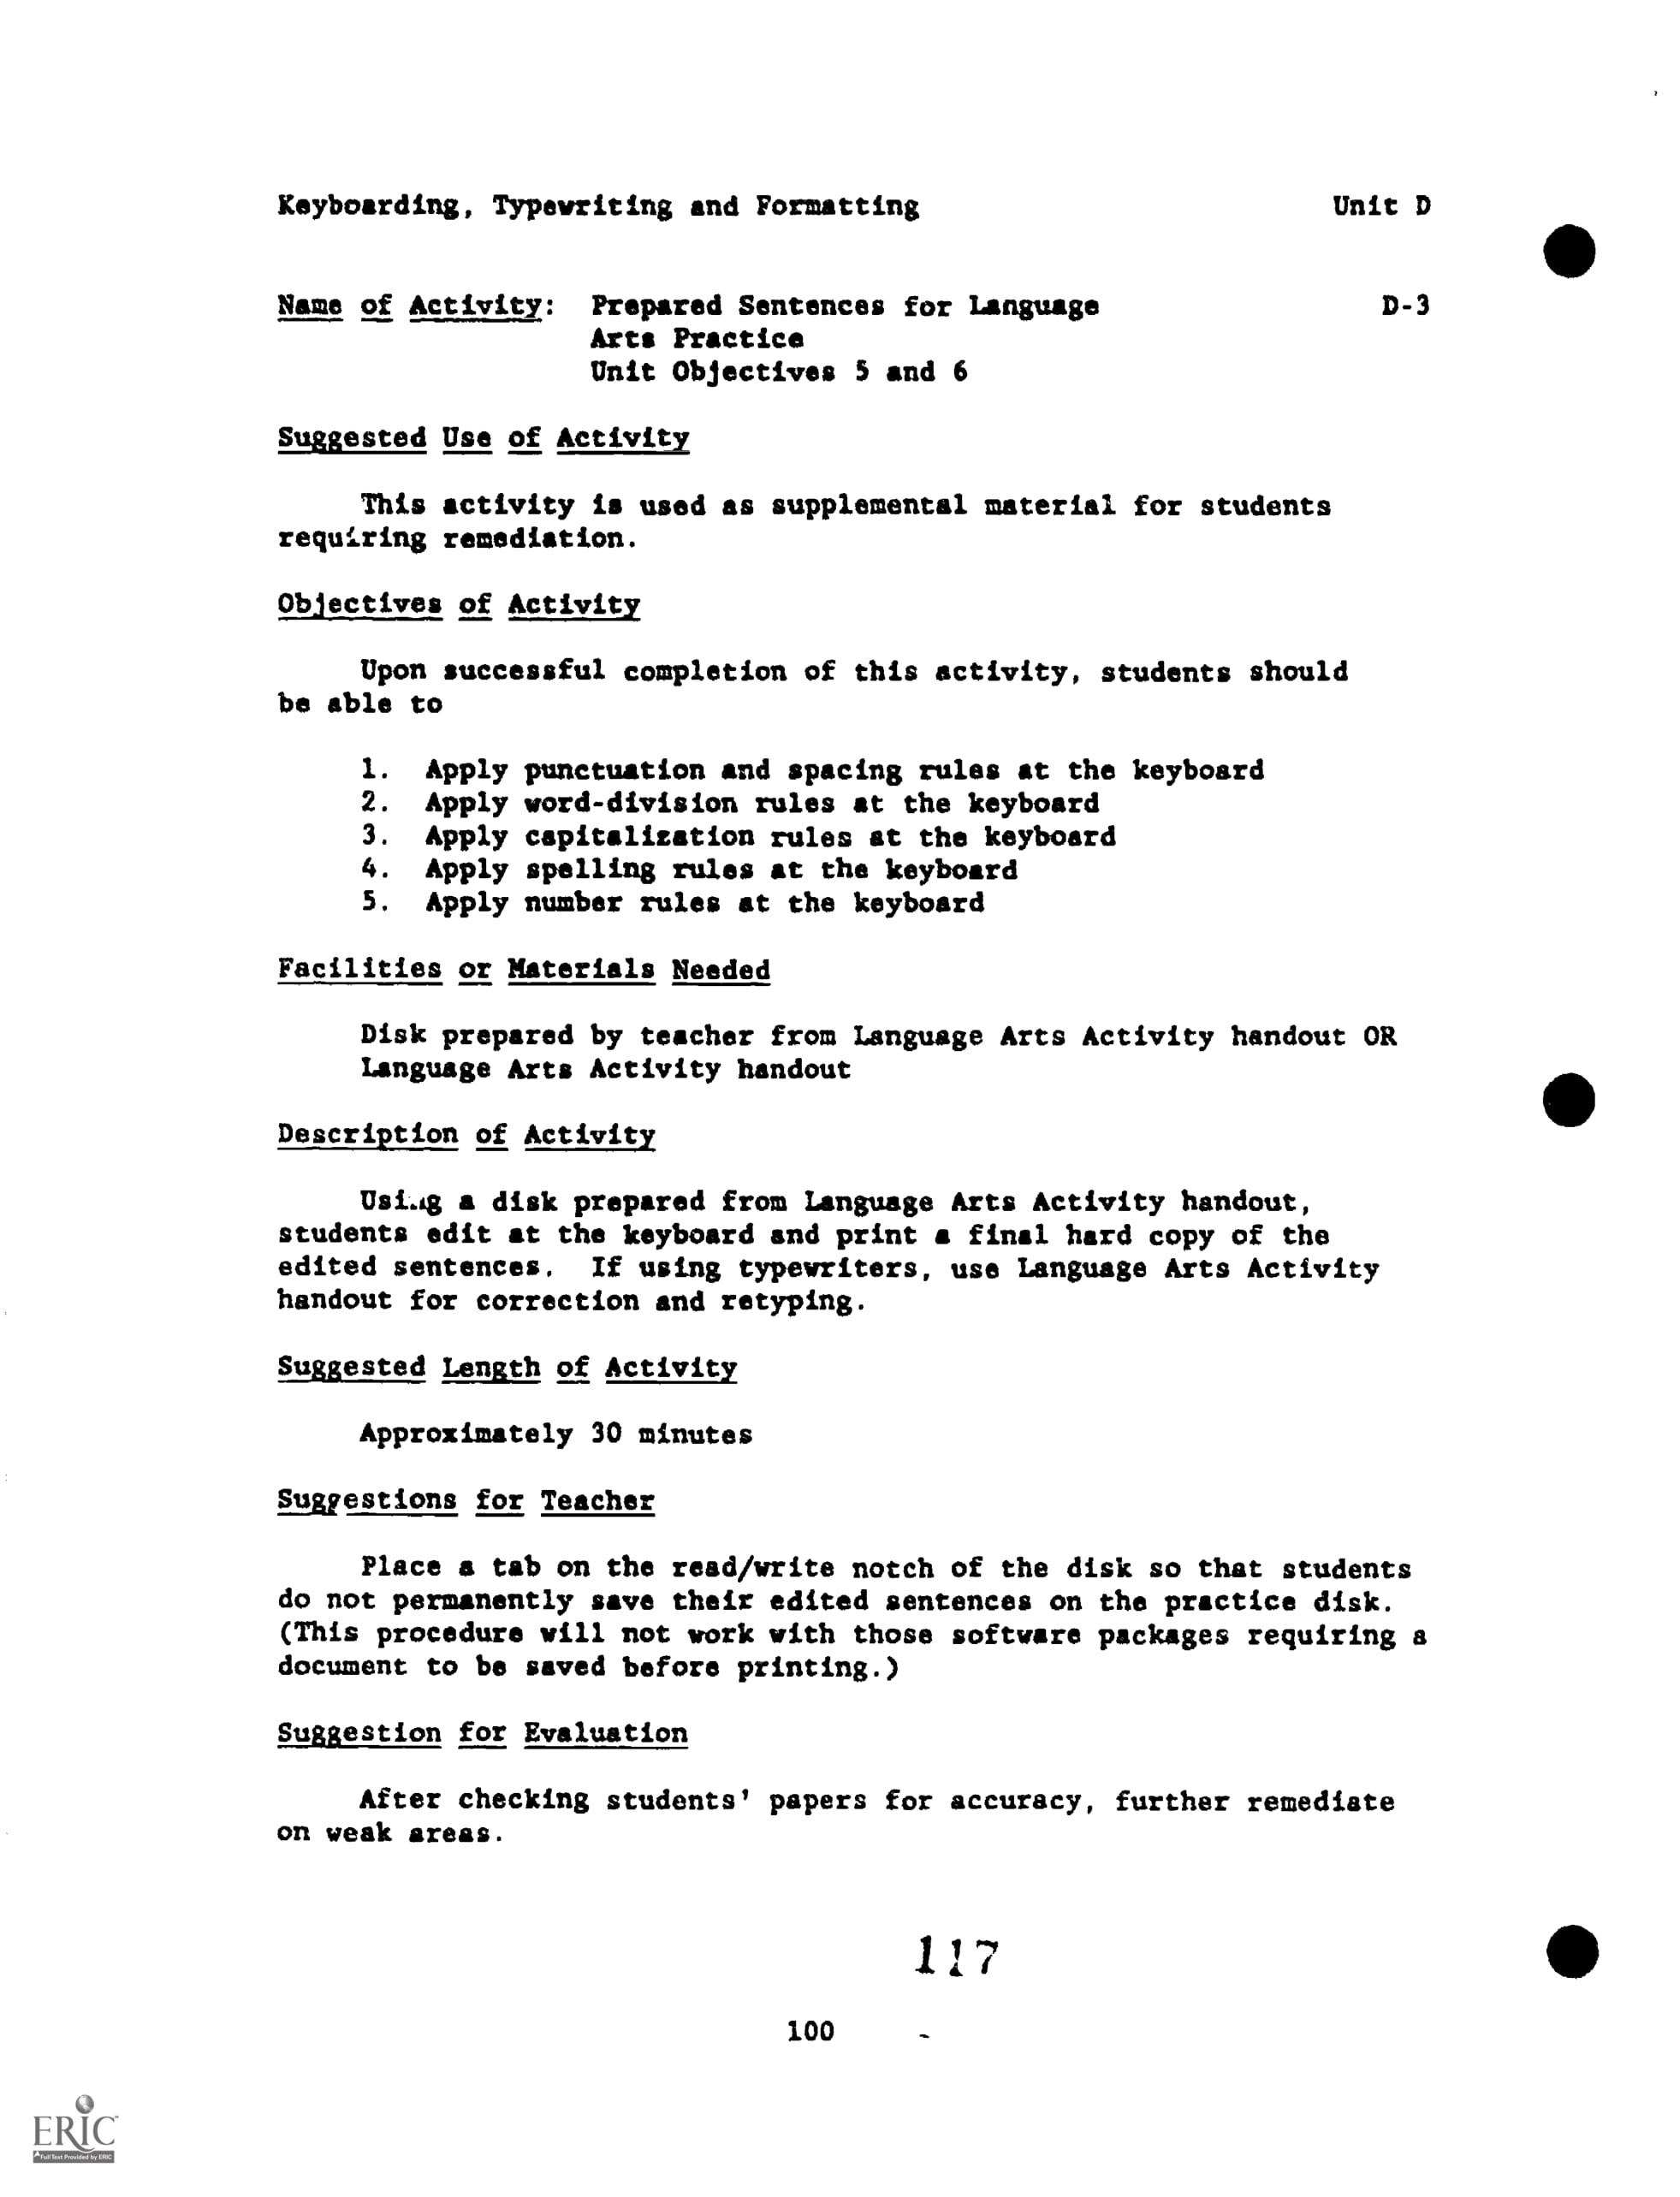 Keyboarding, Typewriting and Formatting Unit D
Name of Activity: Prepared Sentences for Language D-3
Arts Practice
Unit Objectives 5 and 6
Suggested Use of Activity
This activity is used as supplemental material for students
requiring remediation.
Objectives of Activity
Upon successful completion of this activity, students should
be able to
1. Apply punctuation and spacing rules at the keyboard
2. Apply word-division rules at the keyboard
3. Apply capitalization rules at the keyboard
4. Apply spelling rules at the keyboard
5. Apply number rules at the keyboard
Facilities or Materials Needed
Disk prepared by teacher from Language Arts Activity handout OR
Language Arts Activity handout
Description of Activity
Using a disk prepared from Language Arts Activity handout,
students edit at the keyboard and print a final hard copy of the
edited sentences. If using typewriters, use Language Arts Activity
handout for correction and retyping.
Suggested Length of Activity
Approximately 30 minutes
Suggestions for Teacher
Place a tab on the read/write notch of the disk so that students
do not permanently save their edited sentences on the practice disk.
(This procedure will not work with those software packages requiring a
document to be saved before printing.)
Suggestion for Evaluation
After checking students' papers for accuracy, further remediate
on weak areas.
117
100
ERIC
Full Text Provided by ERIC